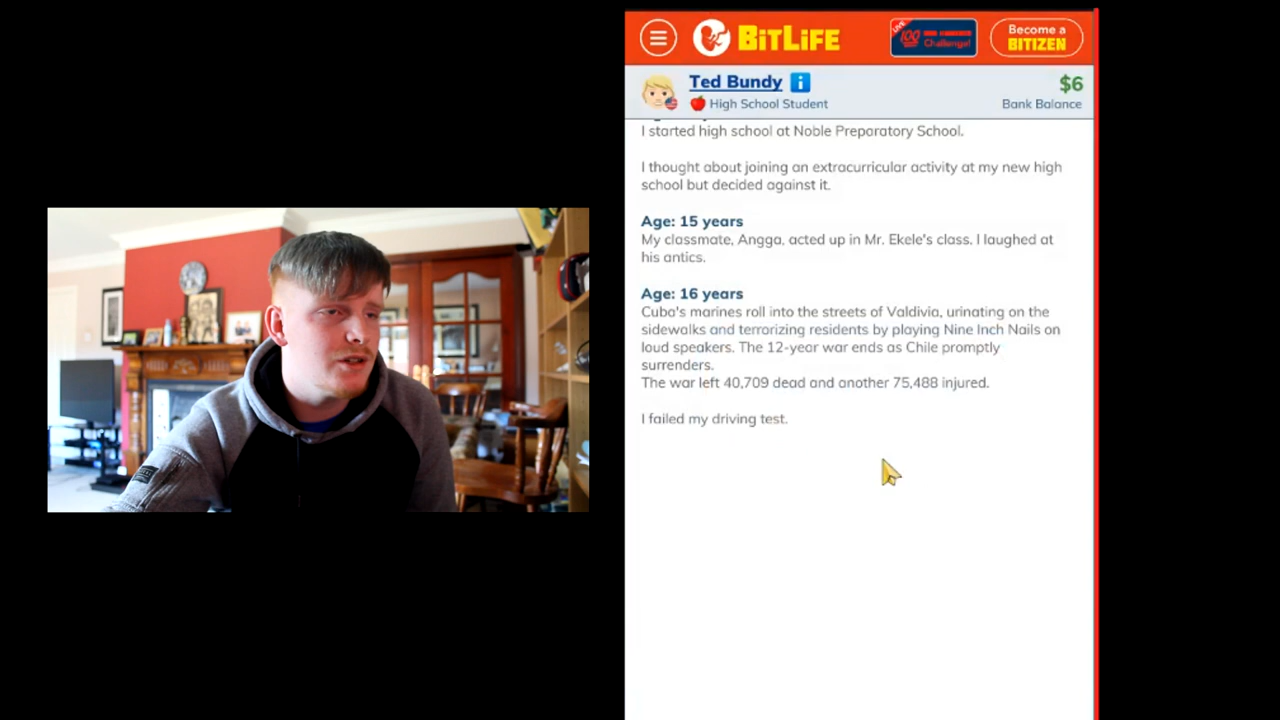 BITLIFE
LIVE
100
Challenge!
Become a
BITIZEN
Ted Bundy i
$6
High School Student
Bank Balance
I started high school at Noble Preparatory School.
I thought about joining an extracurricular activity at my new high
school but decided against it.
Age: 15 years
My classmate, Angga, acted up in Mr. Ekele's class. I laughed at
his antics.
Age: 16 years
Cuba's marines roll into the streets of Valdivia, urinating on the
sidewalks and terrorizing residents by playing Nine Inch Nails on
loud speakers. The 12-year war ends as Chile promptly
surrenders.
The war left 40,709 dead and another 75,488 injured.
I failed my driving test.